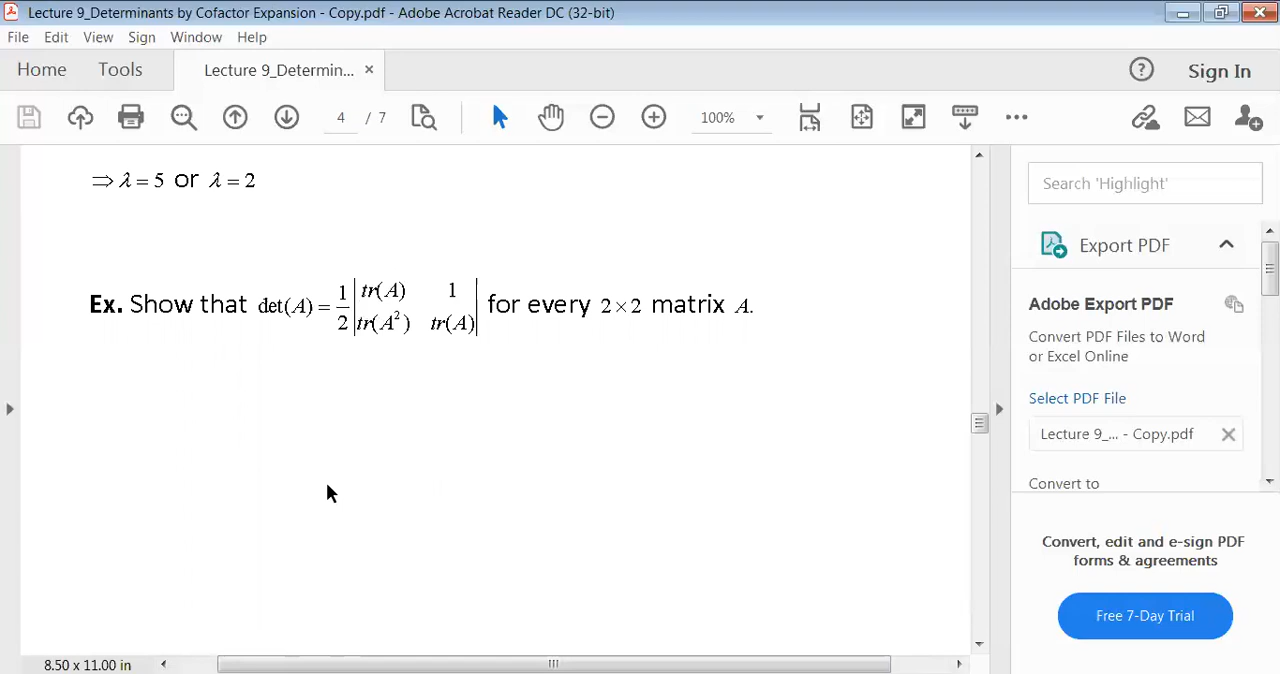 Lecture 9_Determinants by Cofactor Expansion - Copy.pdf - Adobe Acrobat Reader DC (32-bit)
File Edit View Sign Window Help
Home Tools Lecture 9_Determin... × Sign In
4 / 7 100%
⇒ λ = 5 or λ = 2
Ex. Show that det(A) = 1/2 |tr(A) 1; tr(A²) tr(A)| for every 2×2 matrix A.
8.50 x 11.00 in
Search 'Highlight'
Export PDF
Adobe Export PDF
Convert PDF Files to Word
or Excel Online
Select PDF File
Lecture 9_... - Copy.pdf
Convert to
Convert, edit and e-sign PDF
forms & agreements
Free 7-Day Trial